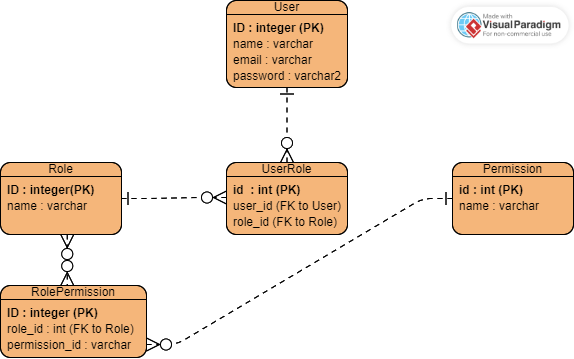 User
ID : integer (PK)
name : varchar
email : varchar
password : varchar2
Made with
Visual Paradigm
For non-commercial use
Role
ID : integer(PK)
name : varchar
UserRole
id : int (PK)
user_id (FK to User)
role_id (FK to Role)
Permission
id : int (PK)
name : varchar
RolePermission
ID : integer (PK)
role_id : int (FK to Role)
permission_id : varchar